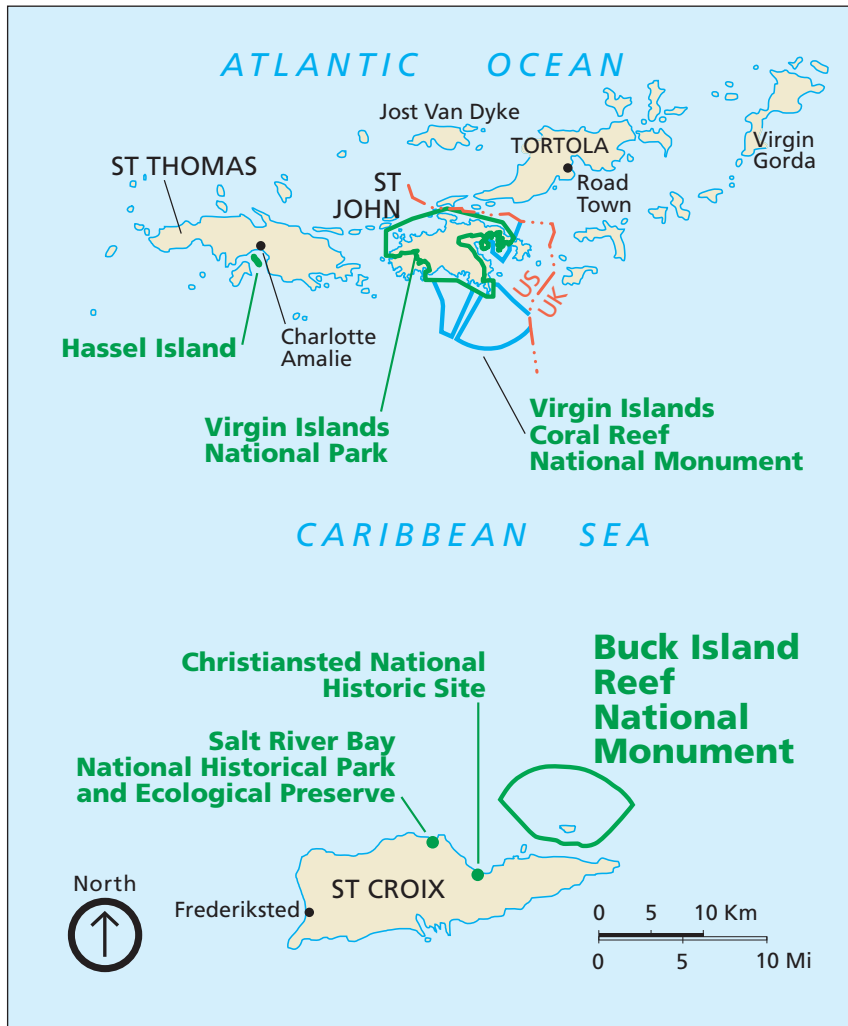 ATLANTIC OCEAN
Jost Van Dyke
TORTOLA
Virgin
Gorda
ST THOMAS
ST
JOHN
Road
Town
US
UK
Hassel Island
Charlotte
Amalie
Virgin Islands
National Park
Virgin Islands
Coral Reef
National Monument
CARIBBEAN SEA
Buck Island
Reef
National
Monument
Christiansted National
Historic Site
Salt River Bay
National Historical Park
and Ecological Preserve
North
ST CROIX
Frederiksted
0 5 10 Km
0 5 10 Mi